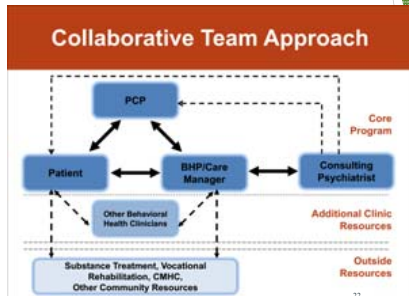 Collaborative Team Approach
PCP
Core
Program
Patient
BHP/Care
Manager
Consulting
Psychiatrist
Other Behavioral
Health Clinicians
Additional Clinic
Resources
Substance Treatment, Vocational
Rehabilitation, CMHC,
Other Community Resources
Outside
Resources